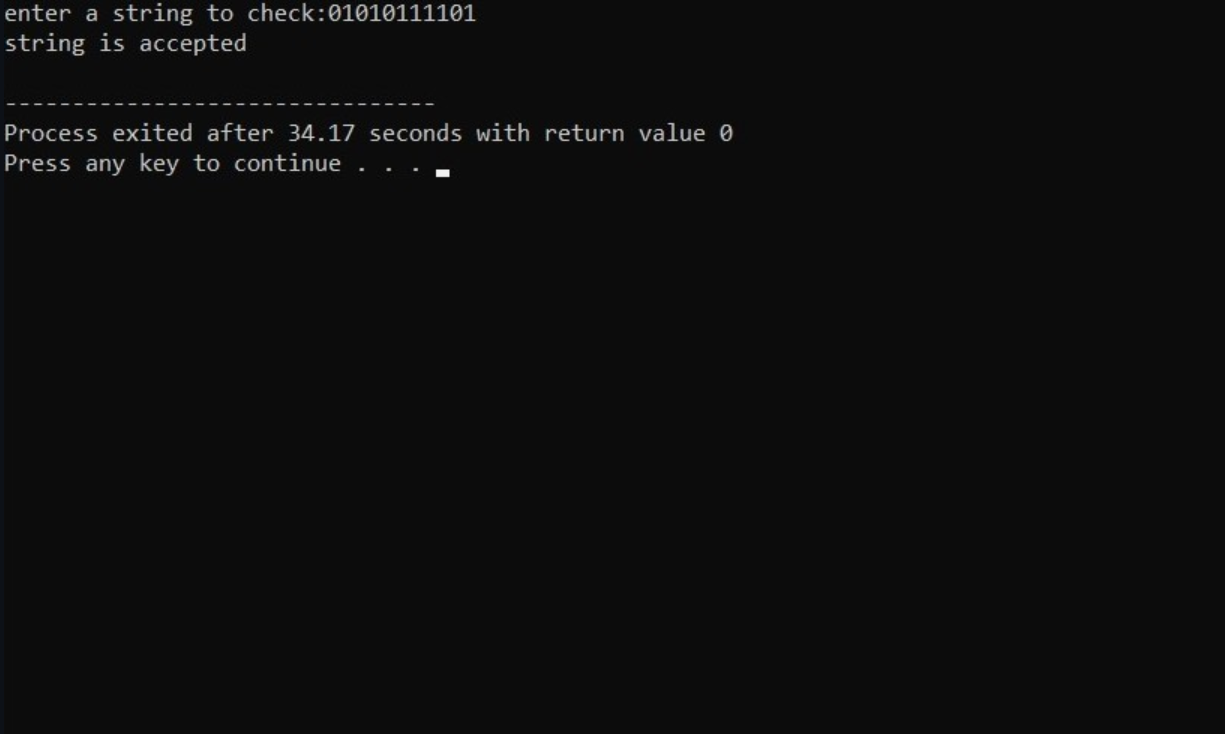 enter a string to check:01010111101
string is accepted
--------------------------------
Process exited after 34.17 seconds with return value 0
Press any key to continue . . .